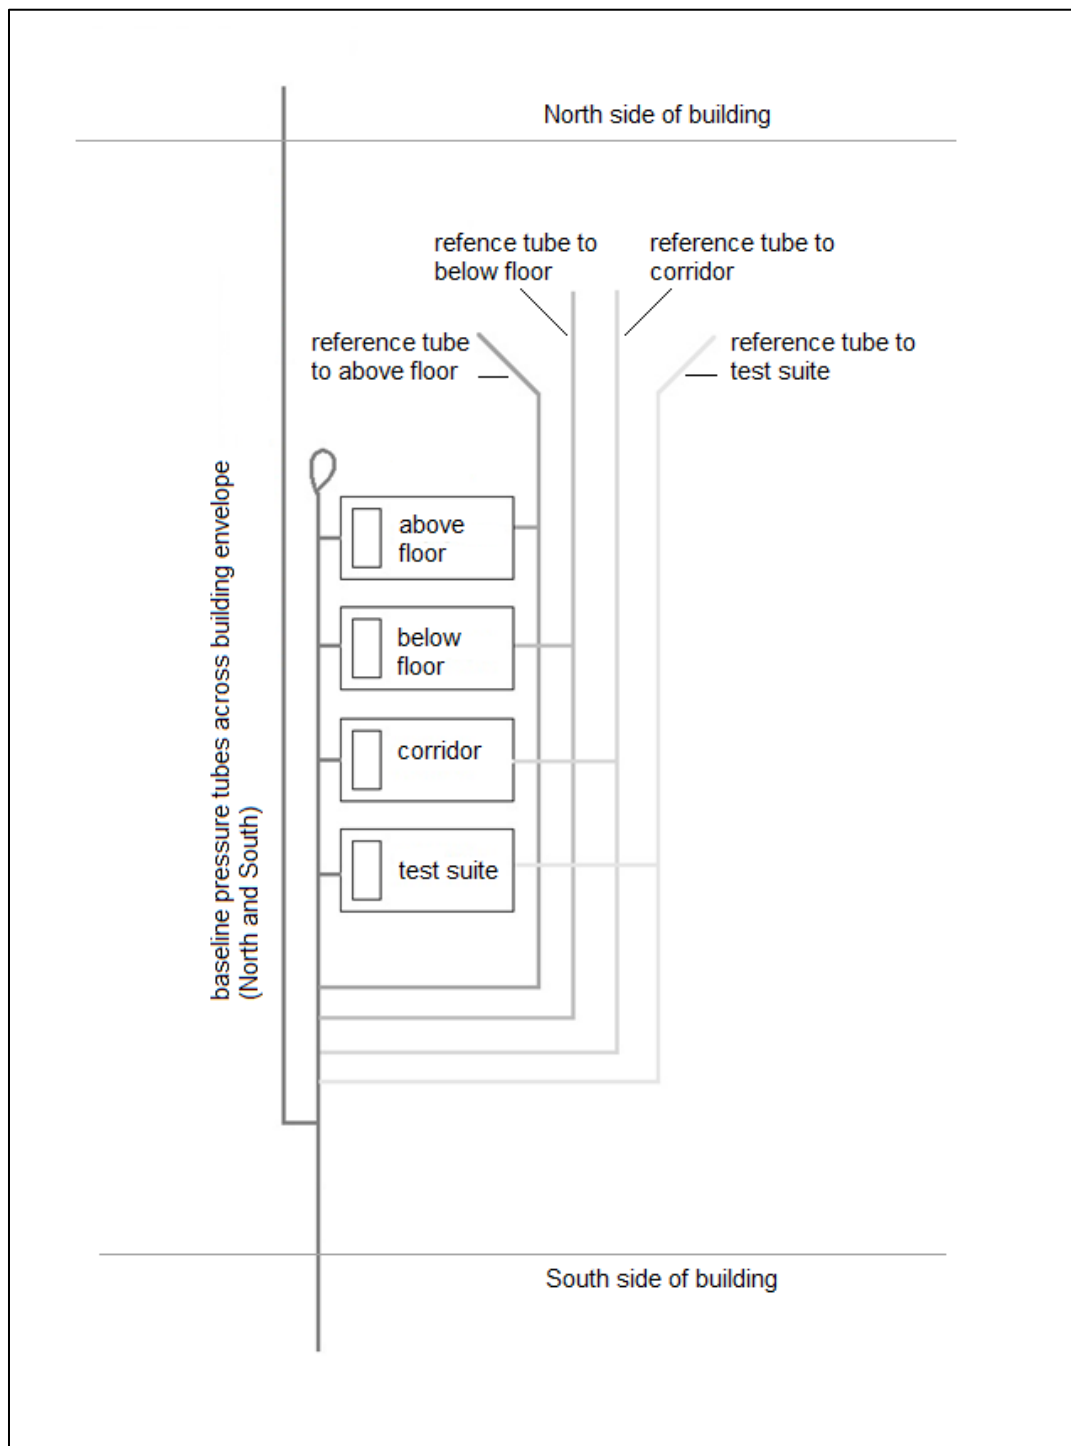 North side of building
refence tube to
below floor
reference tube to
corridor
reference tube
to above floor
reference tube to
test suite
baseline pressure tubes across building envelope
(North and South)
above
floor
below
floor
corridor
test suite
South side of building